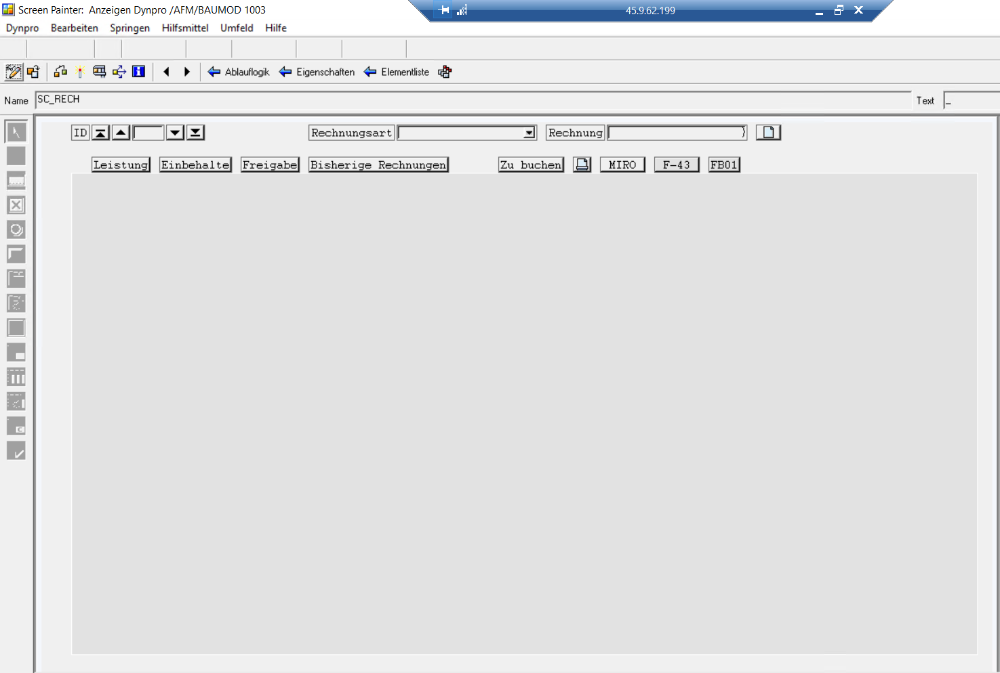 Screen Painter: Anzeigen Dynpro /AFM/BAUMOD 1003
45.9.62.199
Dynpro Bearbeiten Springen Hilfsmittel Umfeld Hilfe
Ablauflogik Eigenschaften Elementliste
Name SC_RECH Text _
ID Rechnungsart Rechnung
Leistung Einbehalte Freigabe Bisherige Rechnungen Zu buchen MIRO F-43 FB01